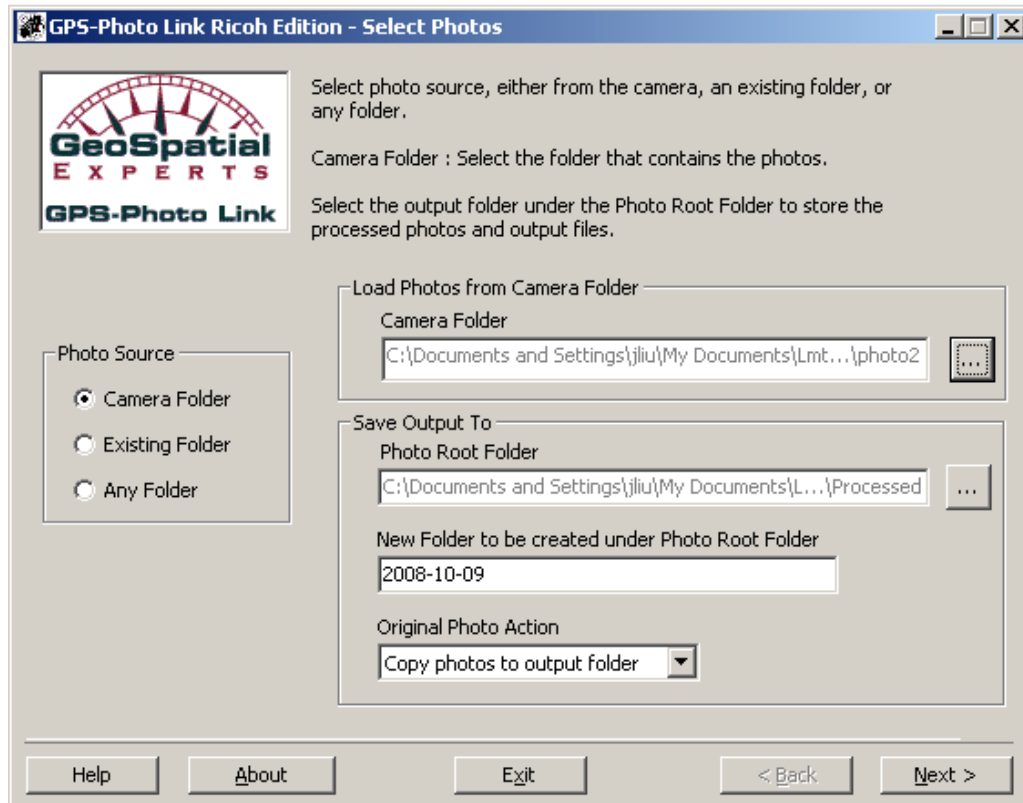 GPS-Photo Link Ricoh Edition - Select Photos
GeoSpatial
EXPERTS
GPS-Photo Link
Select photo source, either from the camera, an existing folder, or
any folder.
Camera Folder : Select the folder that contains the photos.
Select the output folder under the Photo Root Folder to store the
processed photos and output files.
Photo Source
Camera Folder
Existing Folder
Any Folder
Load Photos from Camera Folder
Camera Folder
C:\Documents and Settings\jliu\My Documents\Lmt...\photo2
...
Save Output To
Photo Root Folder
C:\Documents and Settings\jliu\My Documents\L...\Processed
...
New Folder to be created under Photo Root Folder
2008-10-09
Original Photo Action
Copy photos to output folder
Help
About
Exit
< Back
Next >